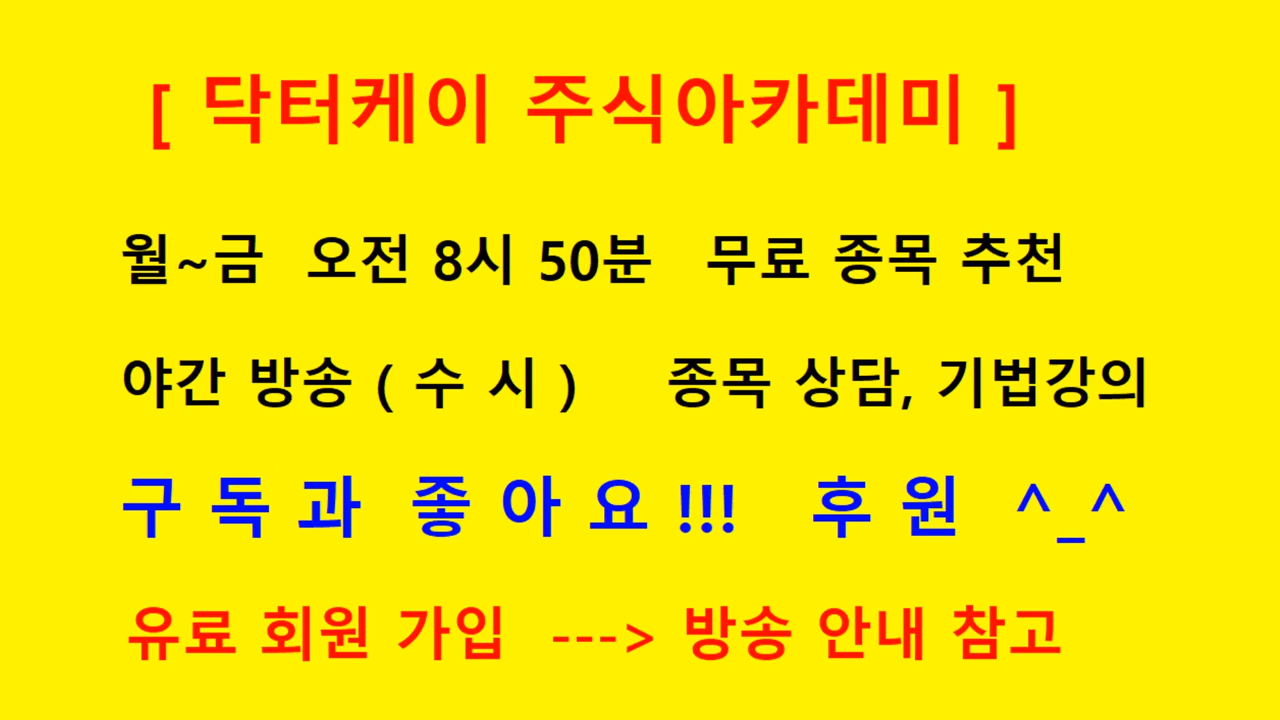 [ 닥터케이 주식아카데미 ]
월~금 오전 8시 50분 무료 종목 추천
야간 방송 ( 수 시 ) 종목 상담, 기법강의
구 독 과 좋 아 요 !!! 후 원 ^_^
유료 회원 가입 ---> 방송 안내 참고